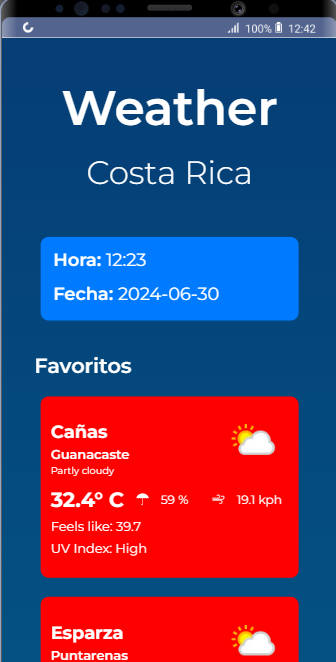 100% 12:42
Weather
Costa Rica
Hora: 12:23
Fecha: 2024-06-30
Favoritos
Cañas
Guanacaste
Partly cloudy
32.4° C 59 % 19.1 kph
Feels like: 39.7
UV Index: High
Esparza
Puntarenas